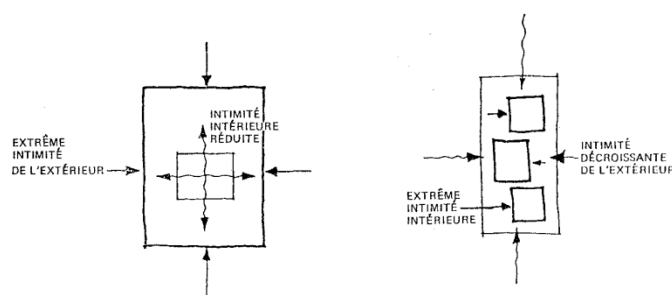 EXTRÊME
INTIMITÉ
DE L'EXTÉRIEUR
INTIMITÉ
INTÉRIEURE
RÉDUITE
EXTRÊME
INTIMITÉ
INTÉRIEURE
INTIMITÉ
DÉCROISSANTE
DE L'EXTÉRIEUR